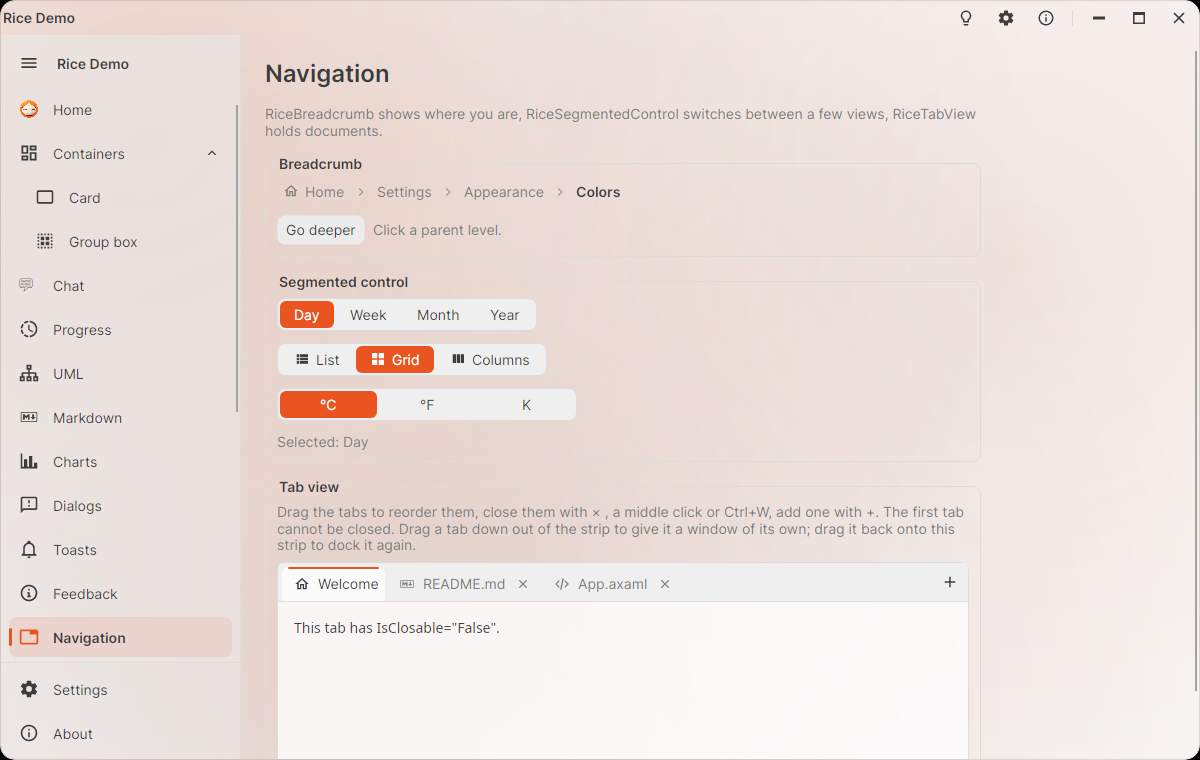 Rice Demo
Rice Demo
Home
Containers
Card
Group box
Chat
Progress
UML
Markdown
Charts
Dialogs
Toasts
Feedback
Navigation
Settings
About
Navigation
RiceBreadcrumb shows where you are, RiceSegmentedControl switches between a few views, RiceTabView
holds documents.
Breadcrumb
Home > Settings > Appearance > Colors
Go deeper Click a parent level.
Segmented control
Day Week Month Year
List Grid Columns
°C °F K
Selected: Day
Tab view
Drag the tabs to reorder them, close them with × , a middle click or Ctrl+W, add one with +. The first tab
cannot be closed. Drag a tab down out of the strip to give it a window of its own; drag it back onto this
strip to dock it again.
Welcome README.md × App.axaml × +
This tab has IsClosable="False".